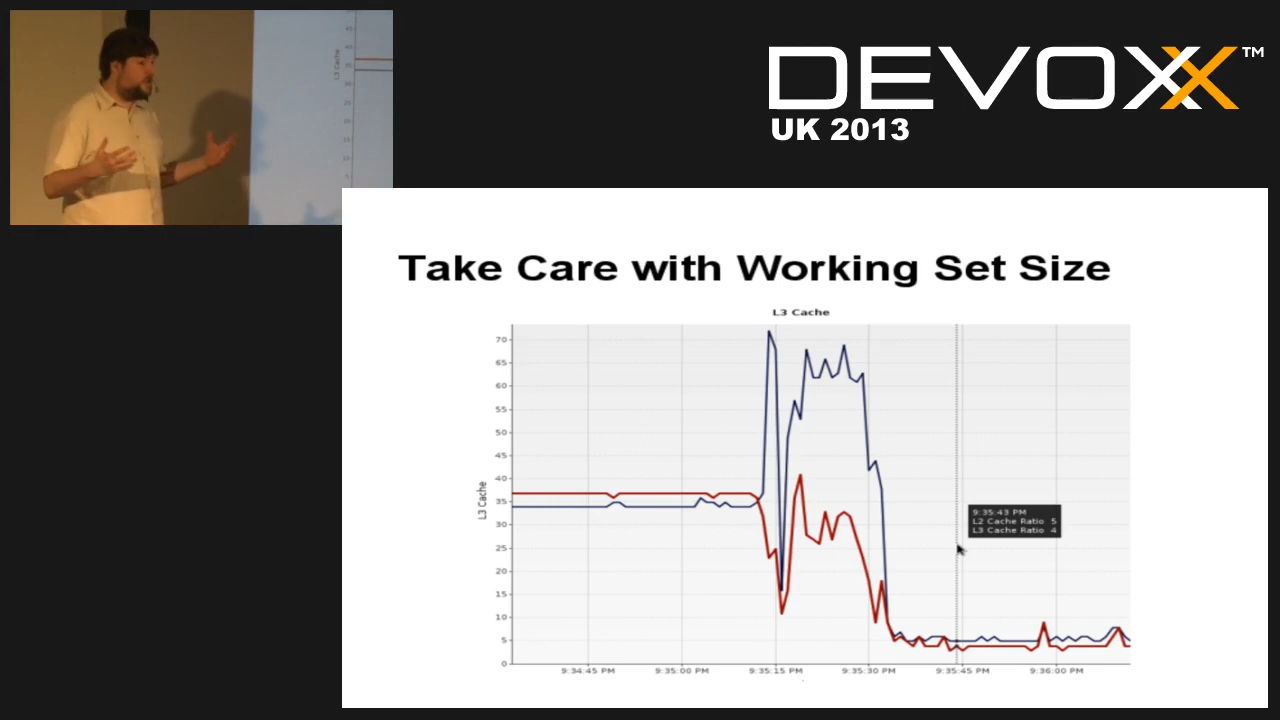 DEVOXX™
UK 2013
Take Care with Working Set Size
L3 Cache
70
65
60
55
50
45
40
35
30
25
20
15
10
5
0
L3 Cache
9:35:43 PM
L2 Cache Ratio 5
L3 Cache Ratio 4
9:34:45 PM 9:35:00 PM 9:35:15 PM 9:35:30 PM 9:35:45 PM 9:36:00 PM
L3 Cache